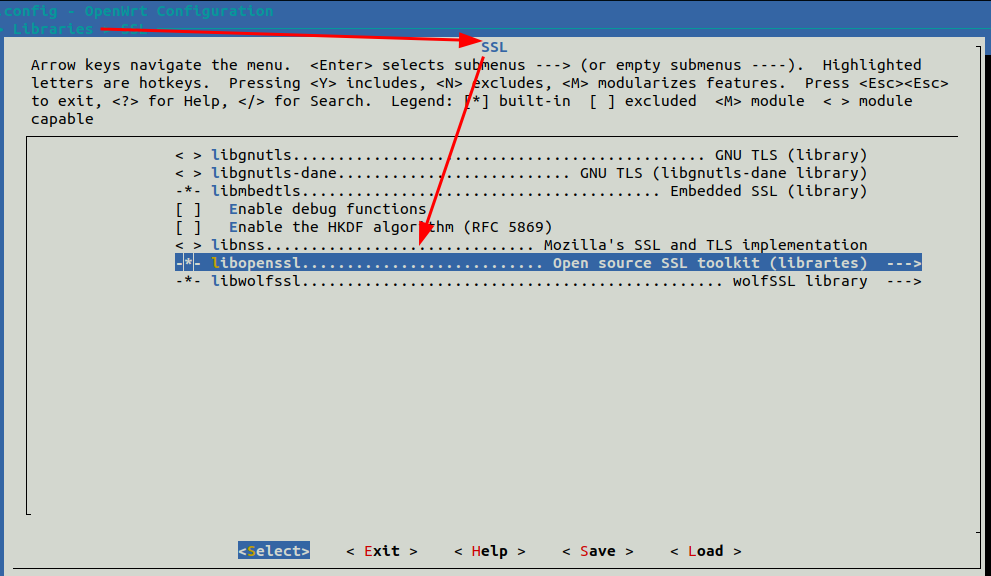 config - OpenWrt Configuration
> Libraries > SSL
SSL
Arrow keys navigate the menu.  <Enter> selects submenus ---> (or empty submenus ----).  Highlighted
letters are hotkeys.  Pressing <Y> includes, <N> excludes, <M> modularizes features.  Press <Esc><Esc>
to exit, <?> for Help, </> for Search.  Legend: [*] built-in  [ ] excluded  <M> module  < > module
capable
< > libgnutls.............................................. GNU TLS (library)
< > libgnutls-dane.......................... GNU TLS (libgnutls-dane library)
-*- libmbedtls........................................ Embedded SSL (library)
[ ]   Enable debug functions
[ ]   Enable the HKDF algorithm (RFC 5869)
< > libnss.............................. Mozilla's SSL and TLS implementation
-*- libopenssl........................... Open source SSL toolkit (libraries)  --->
-*- libwolfssl............................................... wolfSSL library  --->
<Select>    < Exit >    < Help >    < Save >    < Load >